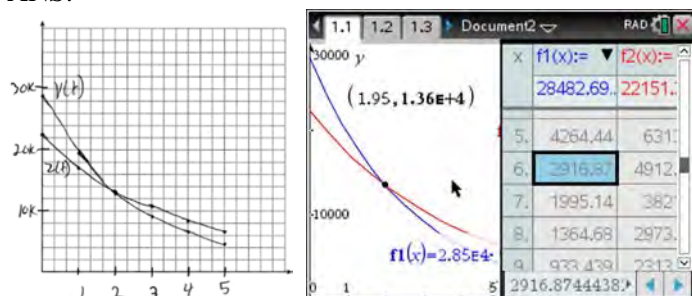 30K
y(t)
20K
z(t)
10K
1 2 3 4 5
1.1 1.2 1.3 Document2 RAD
30000 y
(1.95, 1.36E+4)
10000
f1(x)=2.85E4
0 1 5
x f1(x):= f2(x):=
28482.69.. 22151.
5. 4264.44 631
6. 2916.87 4912.
7. 1995.14 382
8. 1364.68 2973.
9. 933.439 2313.
2916.8744438